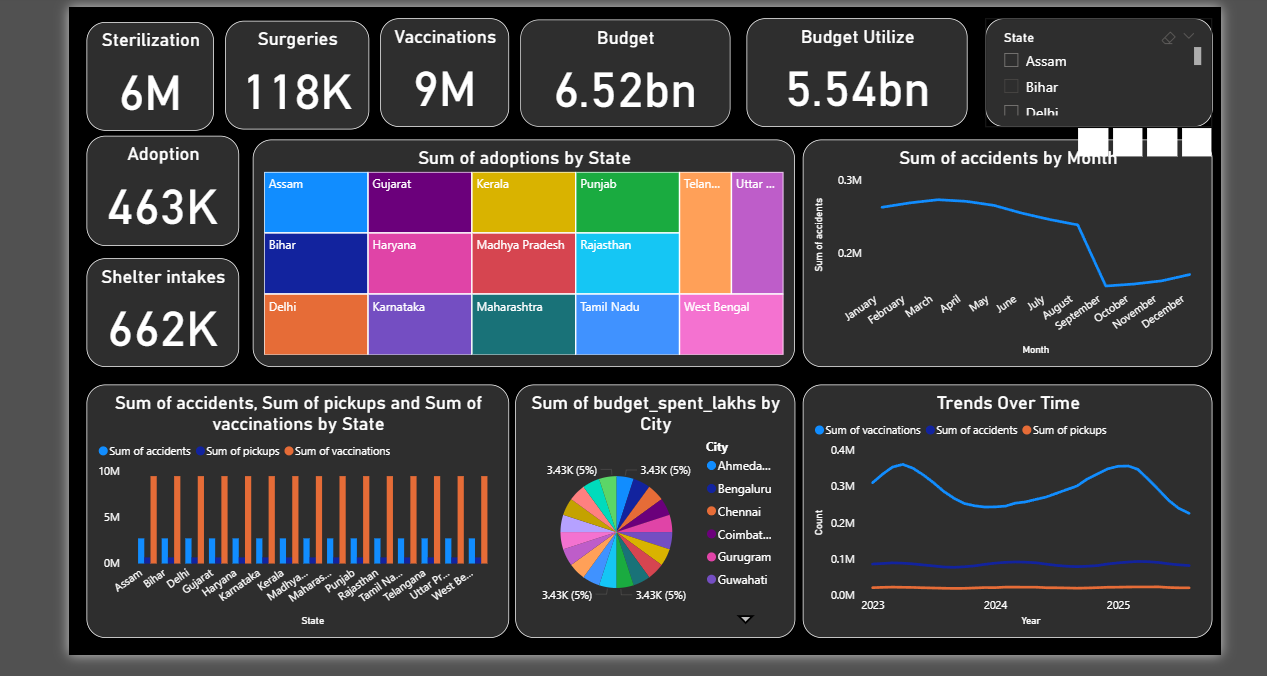 Sterilization
6M
Surgeries
118K
Vaccinations
9M
Budget
6.52bn
Budget Utilize
5.54bn
State
Assam
Bihar
Delhi
Adoption
463K
Shelter intakes
662K
Sum of adoptions by State
Assam
Gujarat
Kerala
Punjab
Telan...
Uttar ...
Bihar
Haryana
Madhya Pradesh
Rajasthan
Delhi
Karnataka
Maharashtra
Tamil Nadu
West Bengal
Sum of accidents by Month
0.3M
0.2M
Sum of accidents
January
February
March
April
May
June
July
August
September
October
November
December
Month
Sum of accidents, Sum of pickups and Sum of
vaccinations by State
Sum of accidents
Sum of pickups
Sum of vaccinations
10M
5M
0M
Assam
Bihar
Delhi
Gujarat
Haryana
Karnataka
Kerala
Madhya...
Maharas...
Punjab
Rajasthan
Tamil Na...
Telangana
Uttar Pr...
West Be...
State
Sum of budget_spent_lakhs by
City
3.43K (5%)
3.43K (5%)
3.43K (5%)
3.43K (5%)
City
Ahmeda...
Bengaluru
Chennai
Coimbat...
Gurugram
Guwahati
Trends Over Time
Sum of vaccinations
Sum of accidents
Sum of pickups
0.4M
0.3M
0.2M
0.1M
0.0M
Count
2023
2024
2025
Year